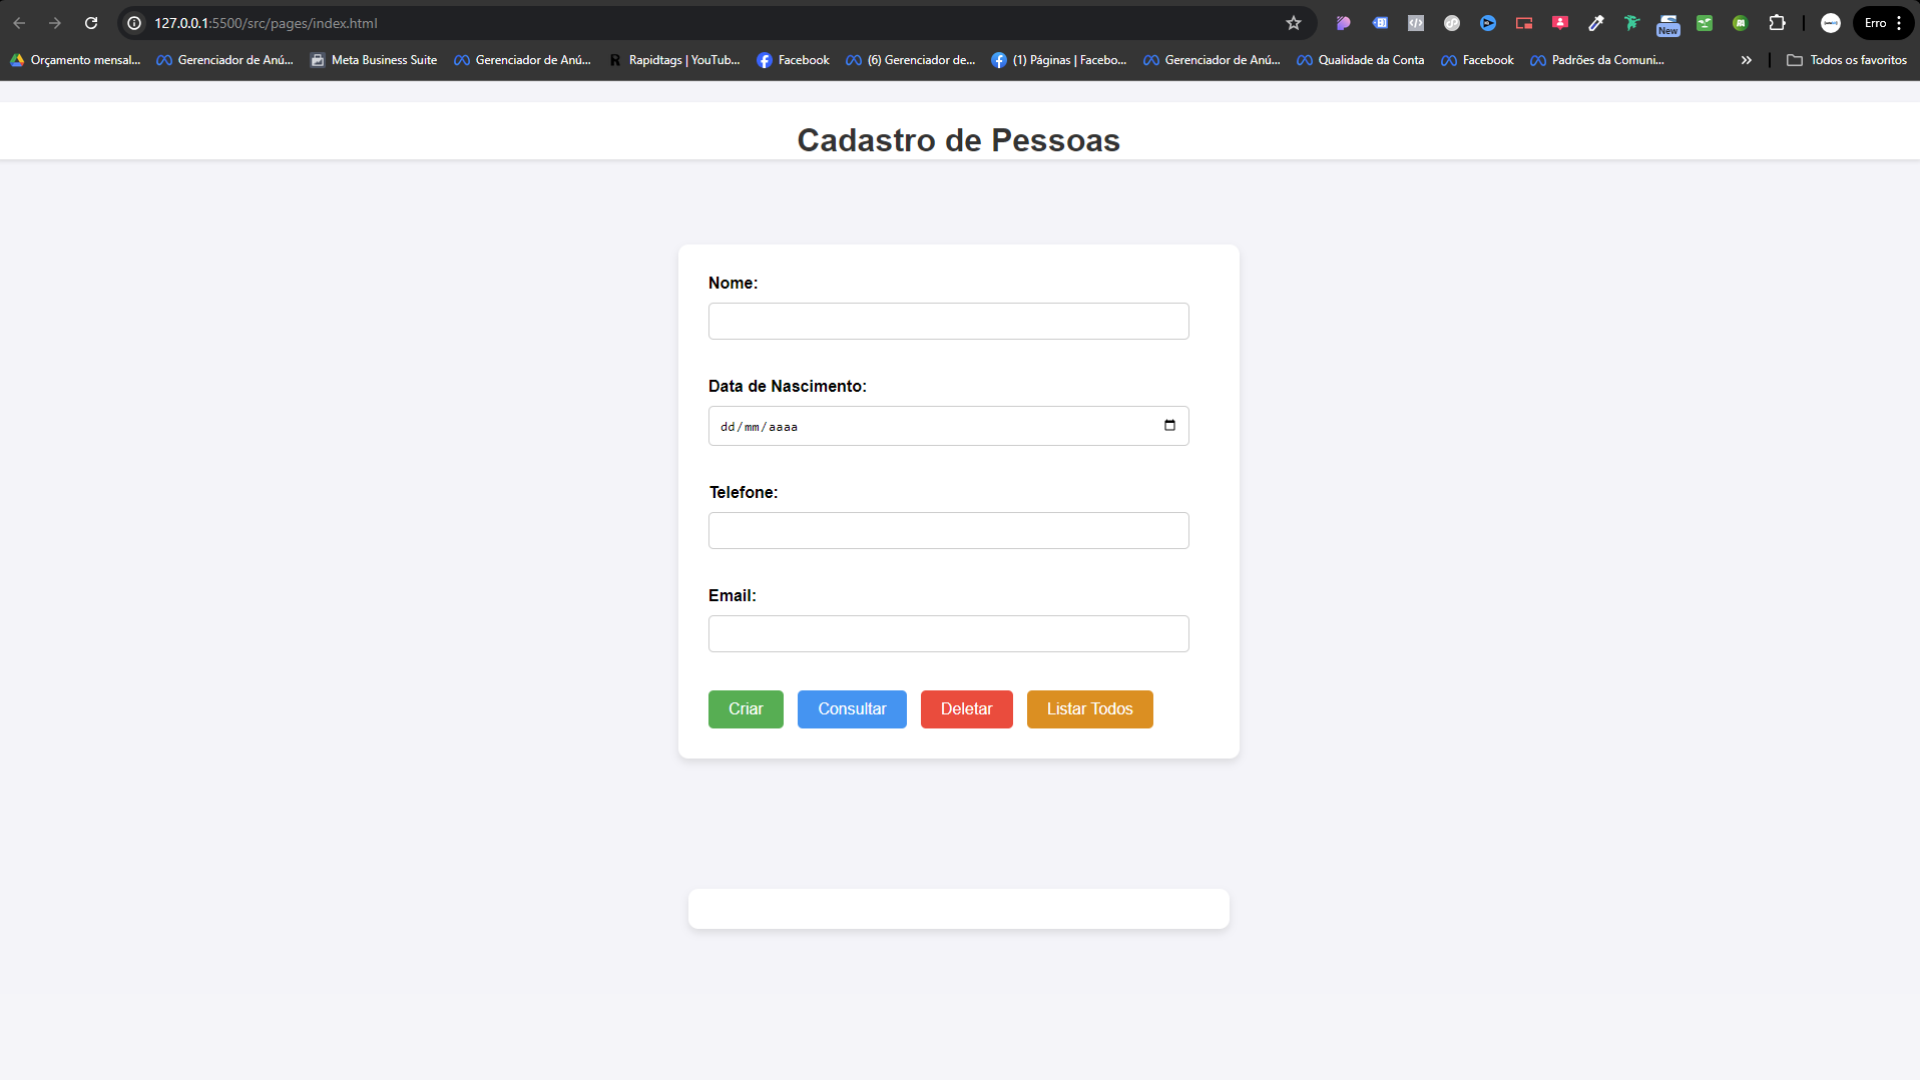 127.0.0.1:5500/src/pages/index.html
New
Erro
Orçamento mensal...
Gerenciador de Anú...
Meta Business Suite
Gerenciador de Anú...
R Rapidtags | YouTub...
Facebook
(6) Gerenciador de...
(1) Páginas | Facebo...
Gerenciador de Anú...
Qualidade da Conta
Facebook
Padrões da Comuni...
»
Todos os favoritos
Cadastro de Pessoas
Nome:
Data de Nascimento:
dd/mm/aaaa
Telefone:
Email:
Criar Consultar Deletar Listar Todos